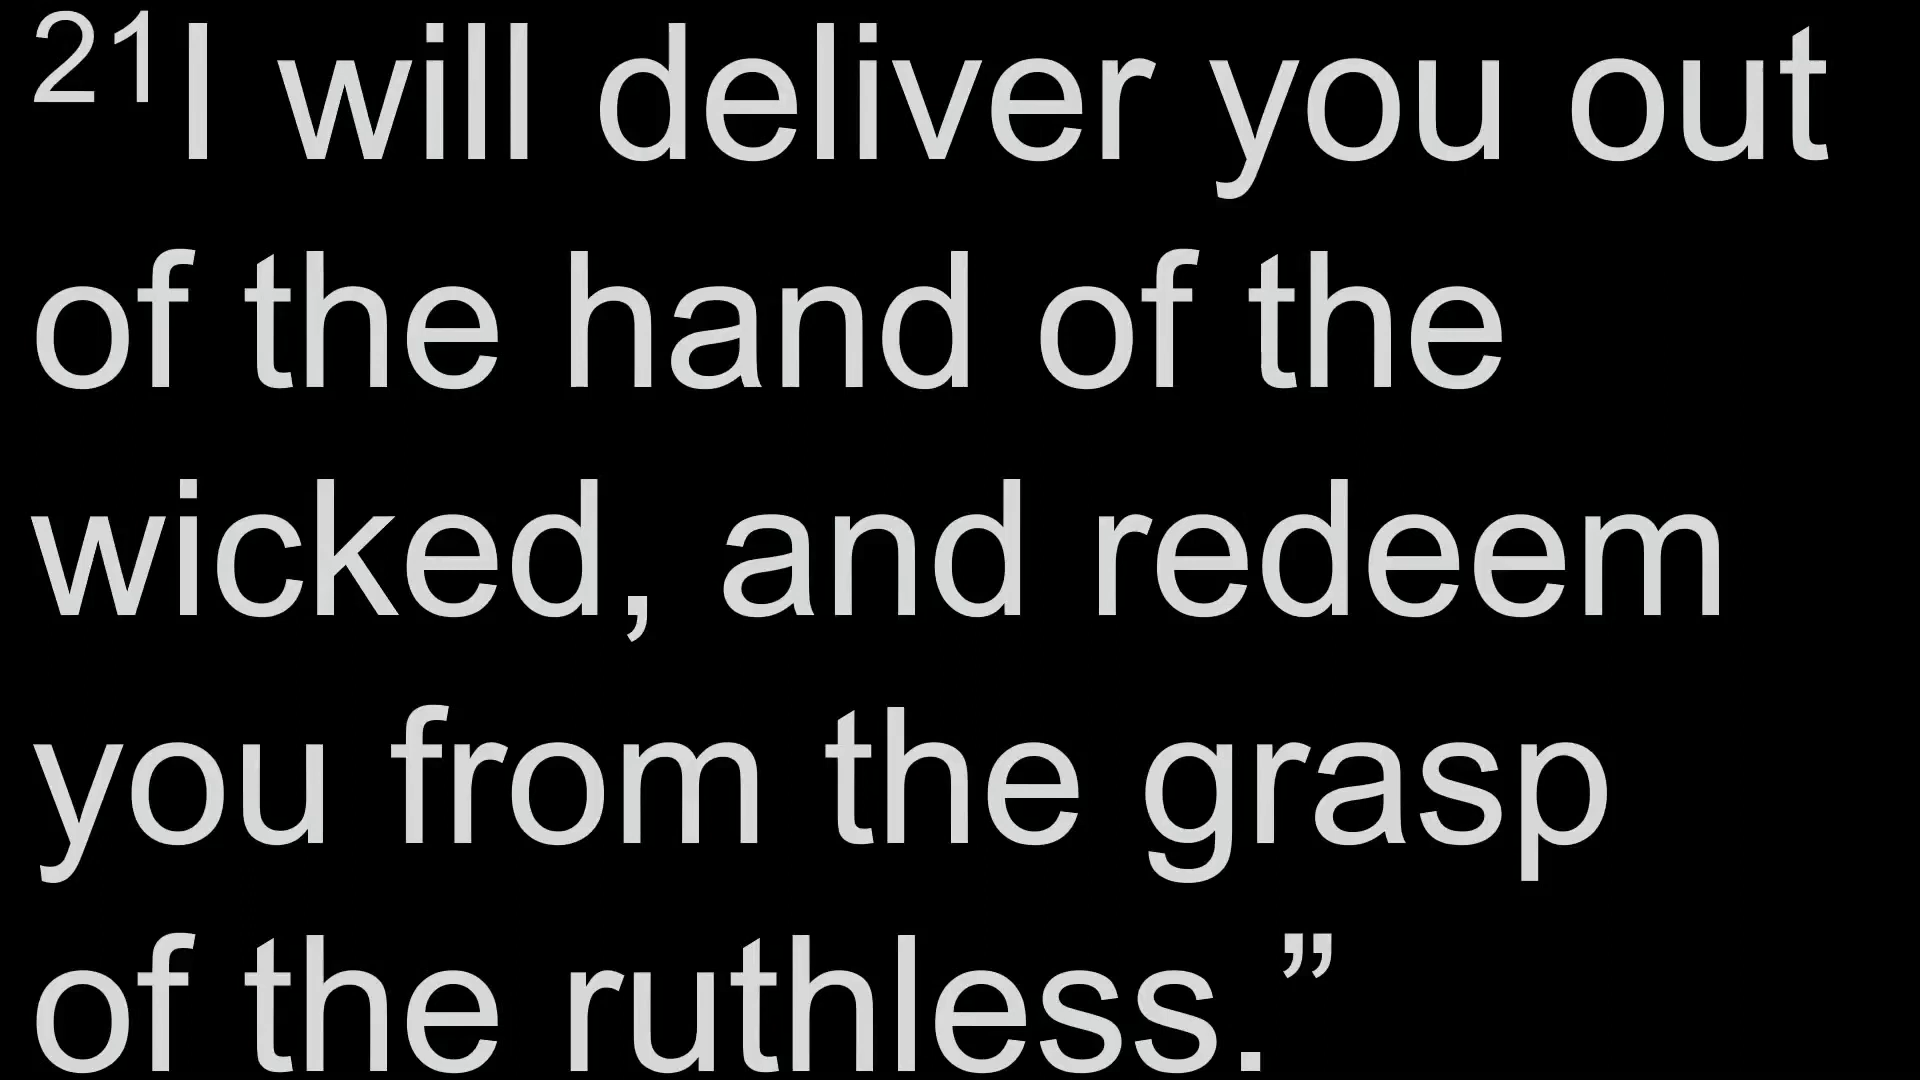 ²¹I will deliver you out
of the hand of the
wicked, and redeem
you from the grasp
of the ruthless.”